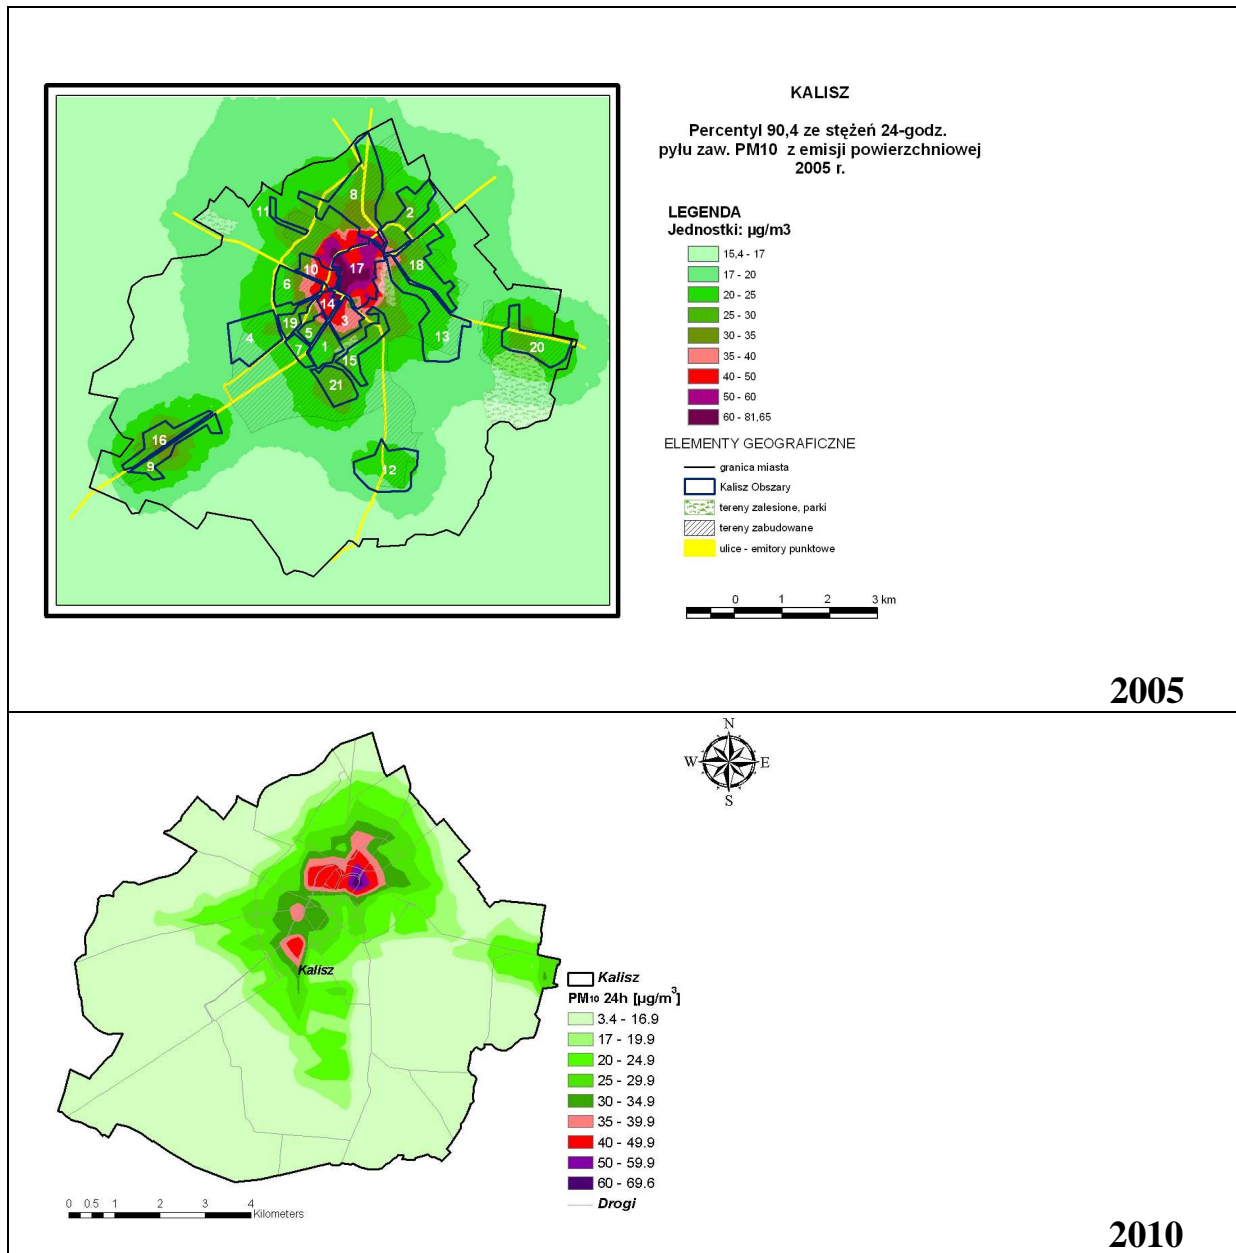 KALISZ
Percentyl 90,4 ze stężeń 24-godz.
pyłu zaw. PM10 z emisji powierzchniowej
2005 r.
LEGENDA
Jednostki: µg/m3
15,4 - 17
17 - 20
20 - 25
25 - 30
30 - 35
35 - 40
40 - 50
50 - 60
60 - 81,65
ELEMENTY GEOGRAFICZNE
granica miasta
Kalisz Obszary
tereny zalesione, parki
tereny zabudowane
ulice - emitory punktowe
0 1 2 3 km
8
11
2
10
17
18
6
14
19
5
3
4
13
20
7
1
15
21
16
9
12
2005
N
W E
S
Kalisz
Kalisz
PM10 24h [µg/m3]
3.4 - 16.9
17 - 19.9
20 - 24.9
25 - 29.9
30 - 34.9
35 - 39.9
40 - 49.9
50 - 59.9
60 - 69.6
Drogi
0 0.5 1 2 3 4
Kilometers
2010